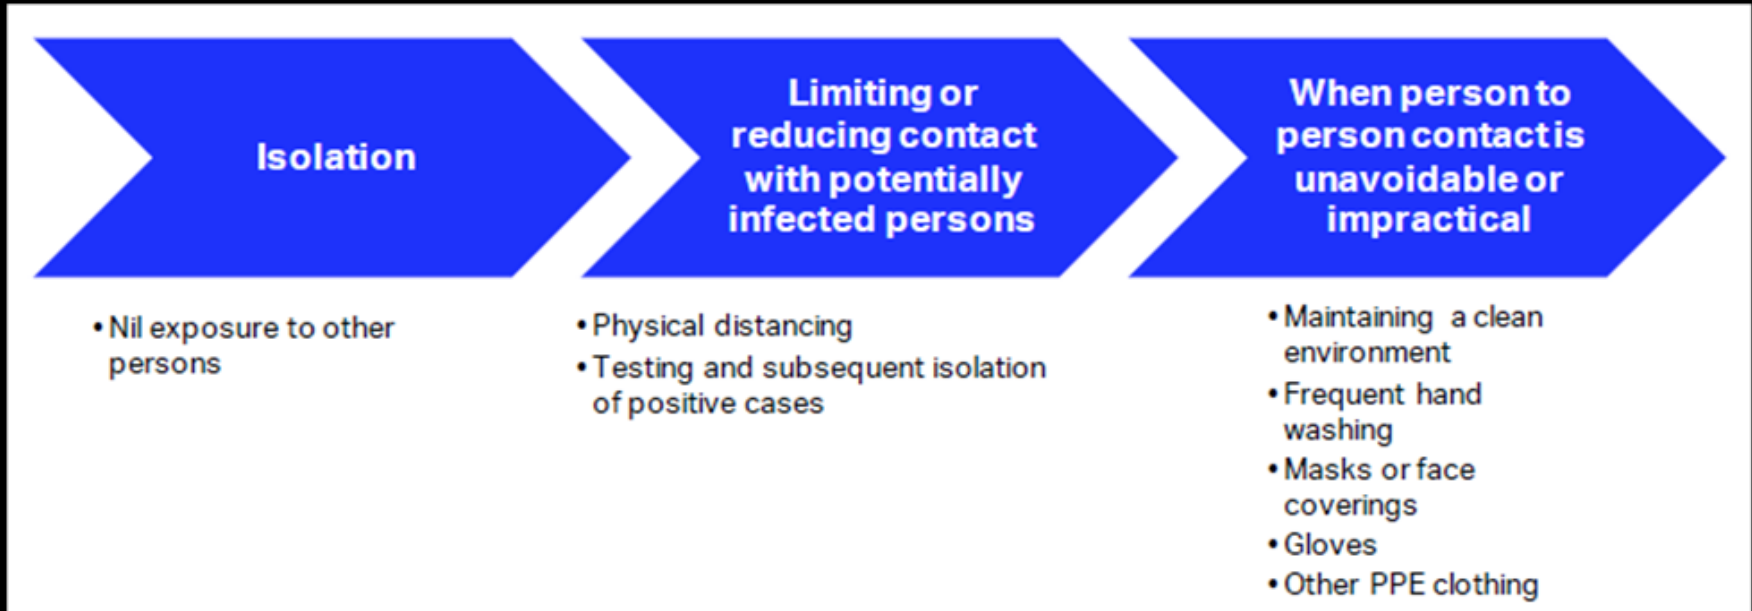 Isolation
Limiting or
reducing contact
with potentially
infected persons
When person to
person contact is
unavoidable or
impractical
• Nil exposure to other
persons
• Physical distancing
• Testing and subsequent isolation
of positive cases
• Maintaining a clean
environment
• Frequent hand
washing
• Masks or face
coverings
• Gloves
• Other PPE clothing